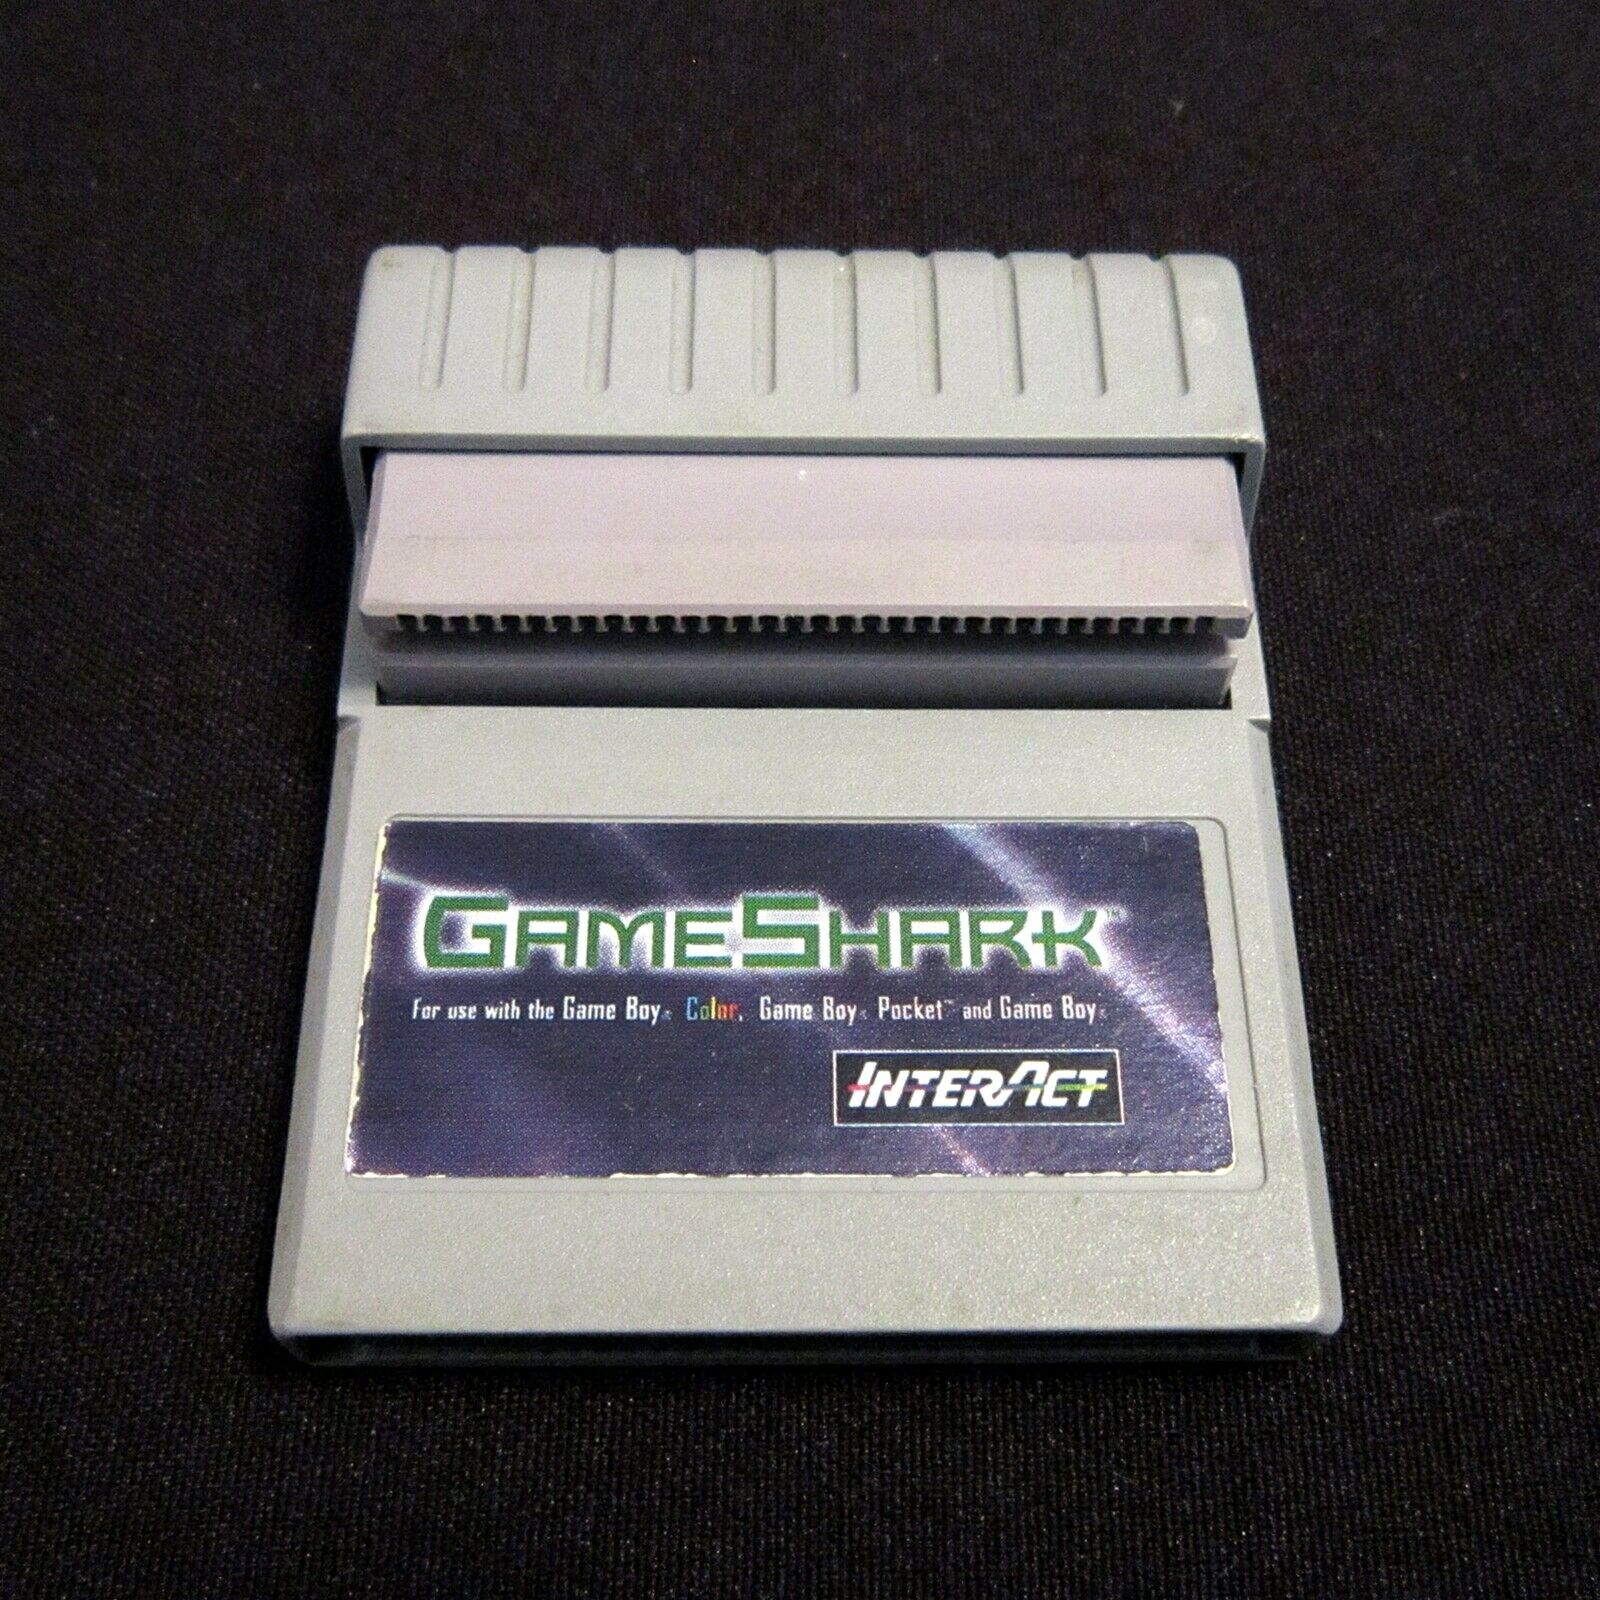 GAMESHARK™
For use with the Game Boy® Color, Game Boy® Pocket™ and Game Boy®
INTERACT